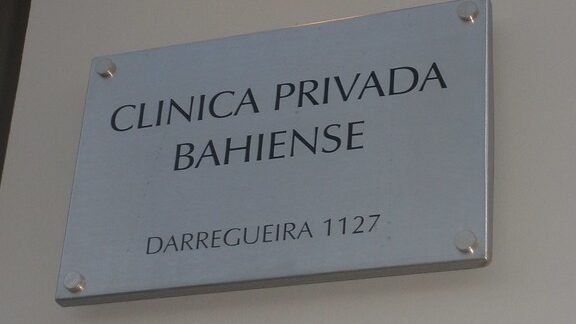 CLINICA PRIVADA
BAHIENSE
DARREGUEIRA 1127